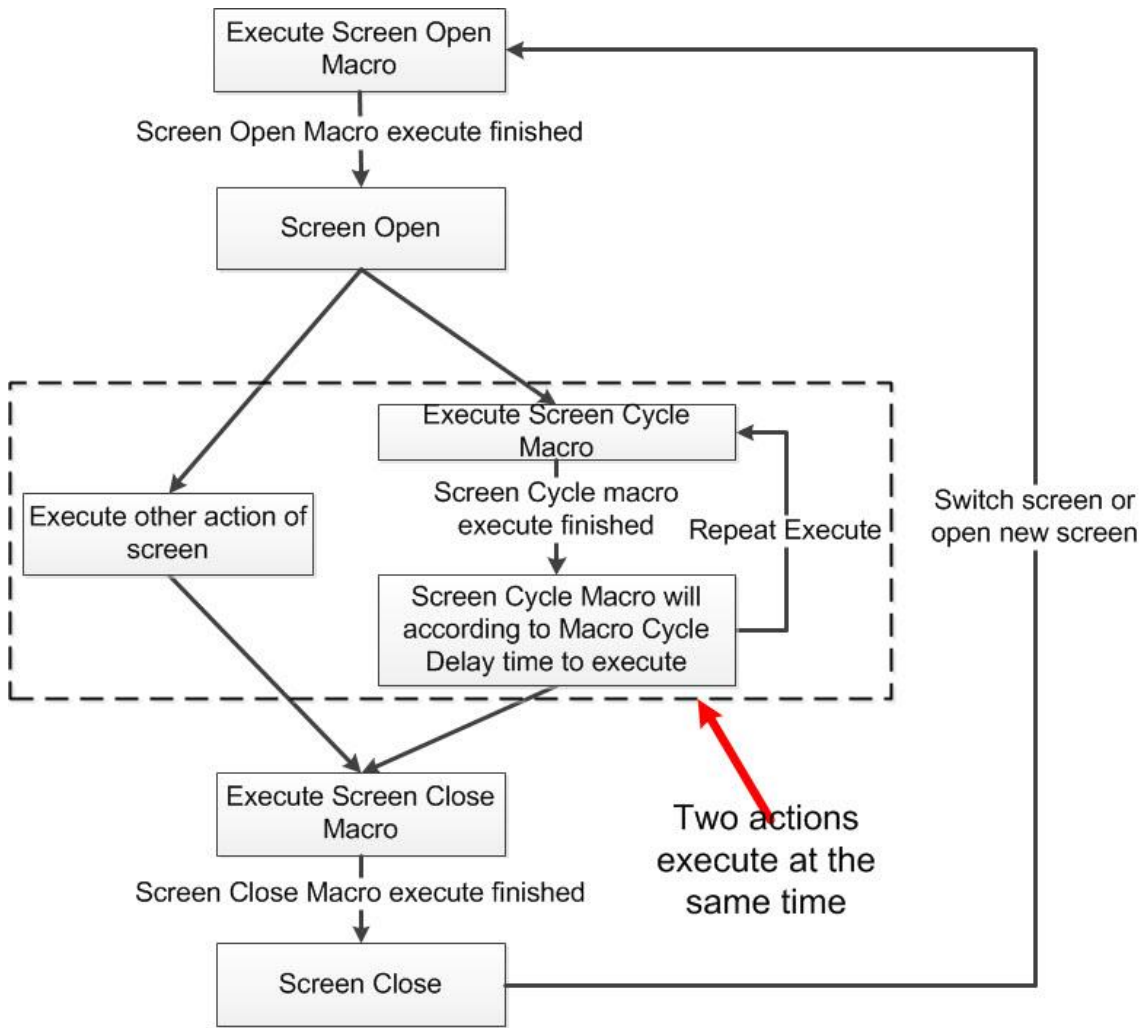 Execute Screen Open
Macro
Screen Open Macro execute finished
Screen Open
Execute Screen Cycle
Macro
Screen Cycle macro
execute finished
Repeat Execute
Execute other action of
screen
Screen Cycle Macro will
according to Macro Cycle
Delay time to execute
Switch screen or
open new screen
Execute Screen Close
Macro
Two actions
execute at the
same time
Screen Close Macro execute finished
Screen Close